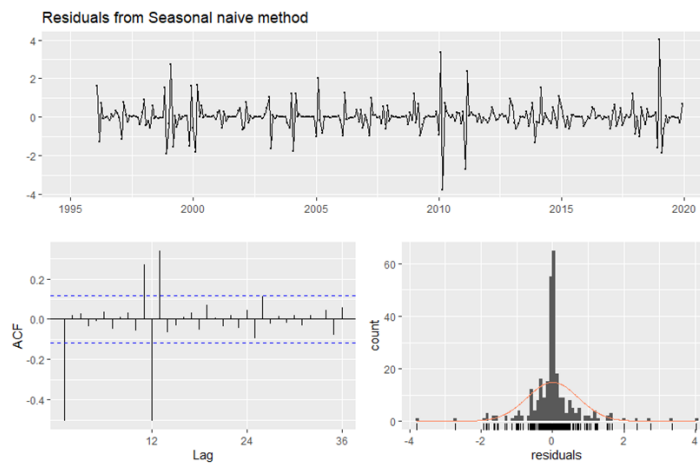 Residuals from Seasonal naive method
4
2
0
-2
-4
1995 2000 2005 2010 2015 2020
ACF
0.2
0.0
-0.2
-0.4
12 24 36
Lag
count
60
40
20
0
-4 -2 0 2 4
residuals